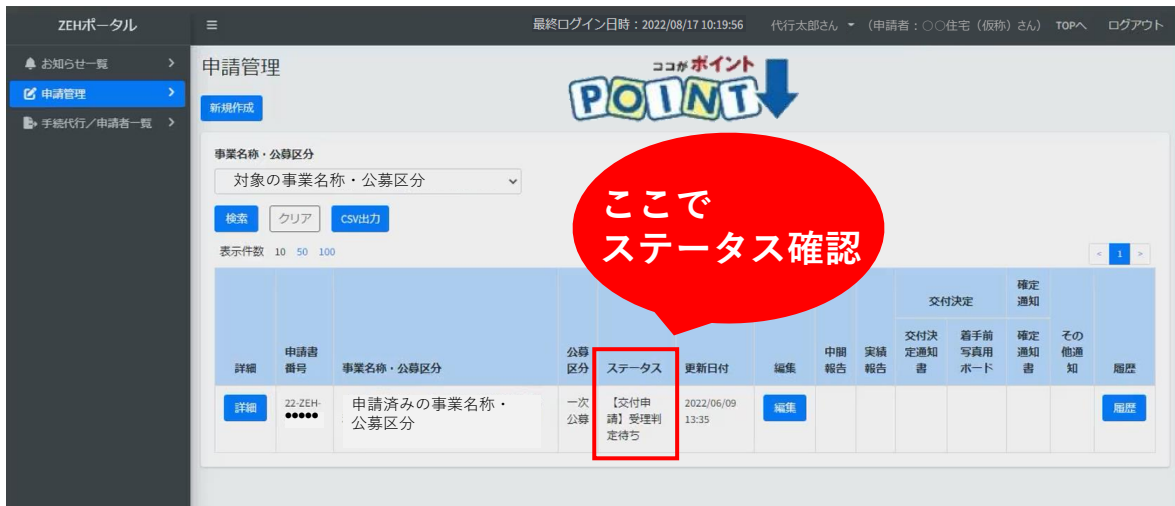 ZEHポータル
最終ログイン日時：2022/08/17 10:19:56 代行太郎さん （申請者：○○住宅（仮称）さん） TOPへ ログアウト
お知らせ一覧
申請管理
手続代行／申請者一覧
申請管理
ココがポイント
POINT
新規作成
事業名称・公募区分
対象の事業名称・公募区分
検索 クリア CSV出力
ここで
ステータス確認
表示件数 10 50 100
< 1 >
交付決定 確定
通知
詳細 申請書
番号 事業名称・公募区分 公募
区分 ステータス 更新日付 編集 中間
報告 実績
報告 交付決
定通知
書 着手前
写真用
ボード 確定
通知
書 その
他通
知 履歴
詳細 22-ZEH-
●●●●● 申請済みの事業名称・
公募区分 一次
公募 【交付申
請】受理判
定待ち 2022/06/09
13:35 編集 履歴